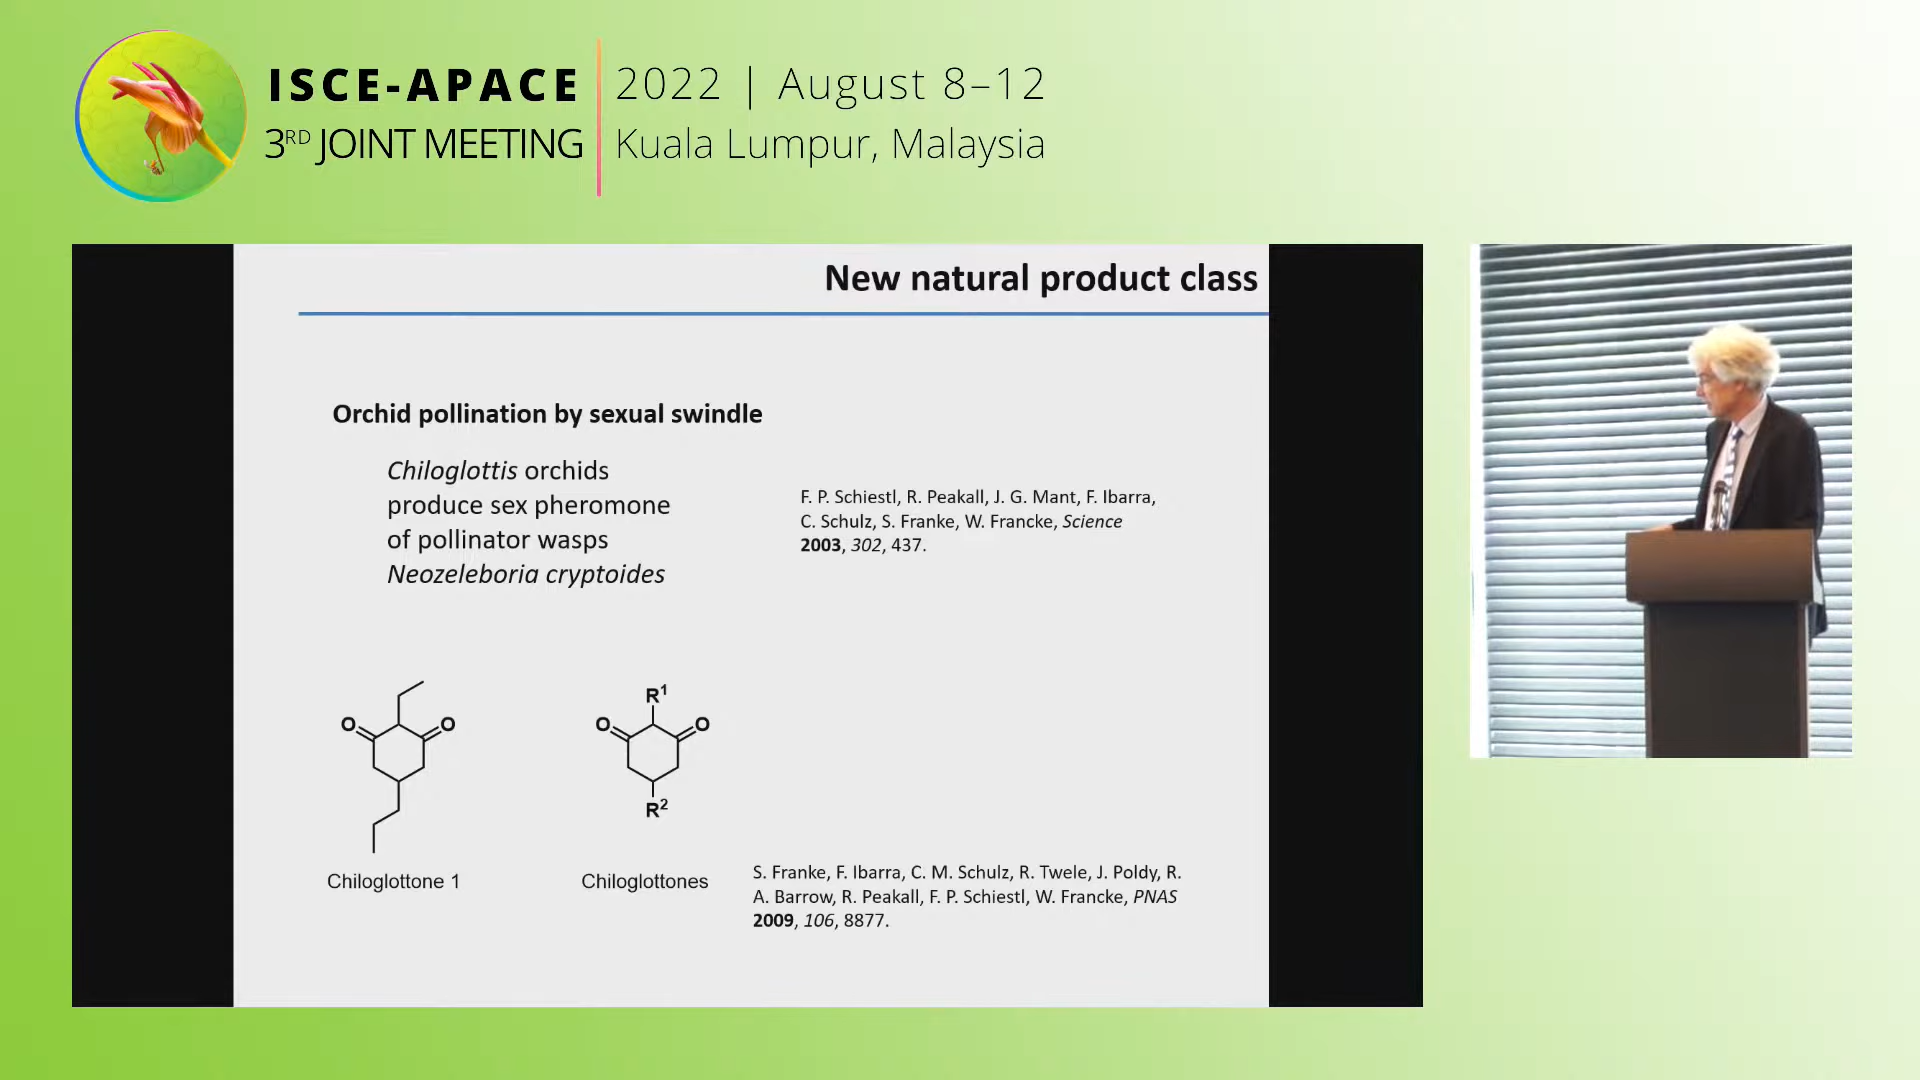 ISCE-APACE
3RD JOINT MEETING
2022 | August 8–12
Kuala Lumpur, Malaysia
New natural product class
Orchid pollination by sexual swindle
Chiloglottis orchids
produce sex pheromone
of pollinator wasps
Neozeleboria cryptoides
F. P. Schiestl, R. Peakall, J. G. Mant, F. Ibarra,
C. Schulz, S. Franke, W. Francke, Science
2003, 302, 437.
O O
Chiloglottone 1
R1
O O
R2
Chiloglottones
S. Franke, F. Ibarra, C. M. Schulz, R. Twele, J. Poldy, R.
A. Barrow, R. Peakall, F. P. Schiestl, W. Francke, PNAS
2009, 106, 8877.